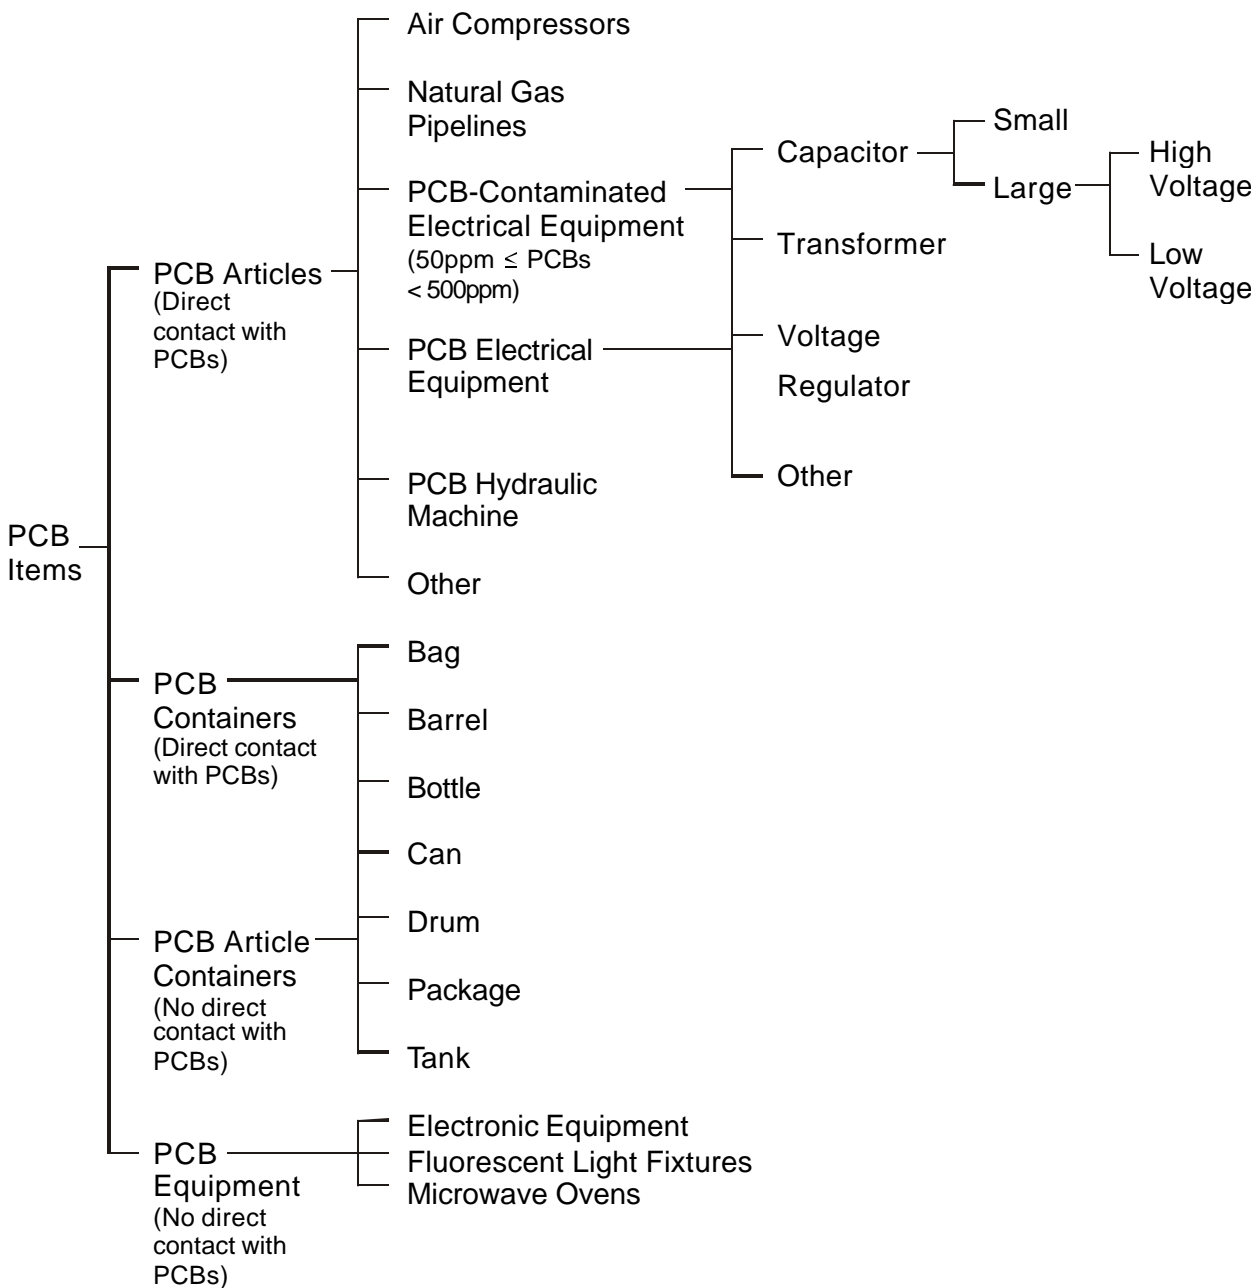 Air Compressors
Natural Gas
Pipelines
PCB-Contaminated
Electrical Equipment
(50ppm ≤ PCBs
< 500ppm)
Capacitor
Small
Large
High
Voltage
Low
Voltage
Transformer
Voltage
Regulator
Other
PCB Articles
(Direct
contact with
PCBs)
PCB Electrical
Equipment
PCB Hydraulic
Machine
Other
PCB
Items
PCB
Containers
(Direct contact
with PCBs)
Bag
Barrel
Bottle
Can
Drum
Package
Tank
PCB Article
Containers
(No direct
contact with
PCBs)
PCB
Equipment
(No direct
contact with
PCBs)
Electronic Equipment
Fluorescent Light Fixtures
Microwave Ovens